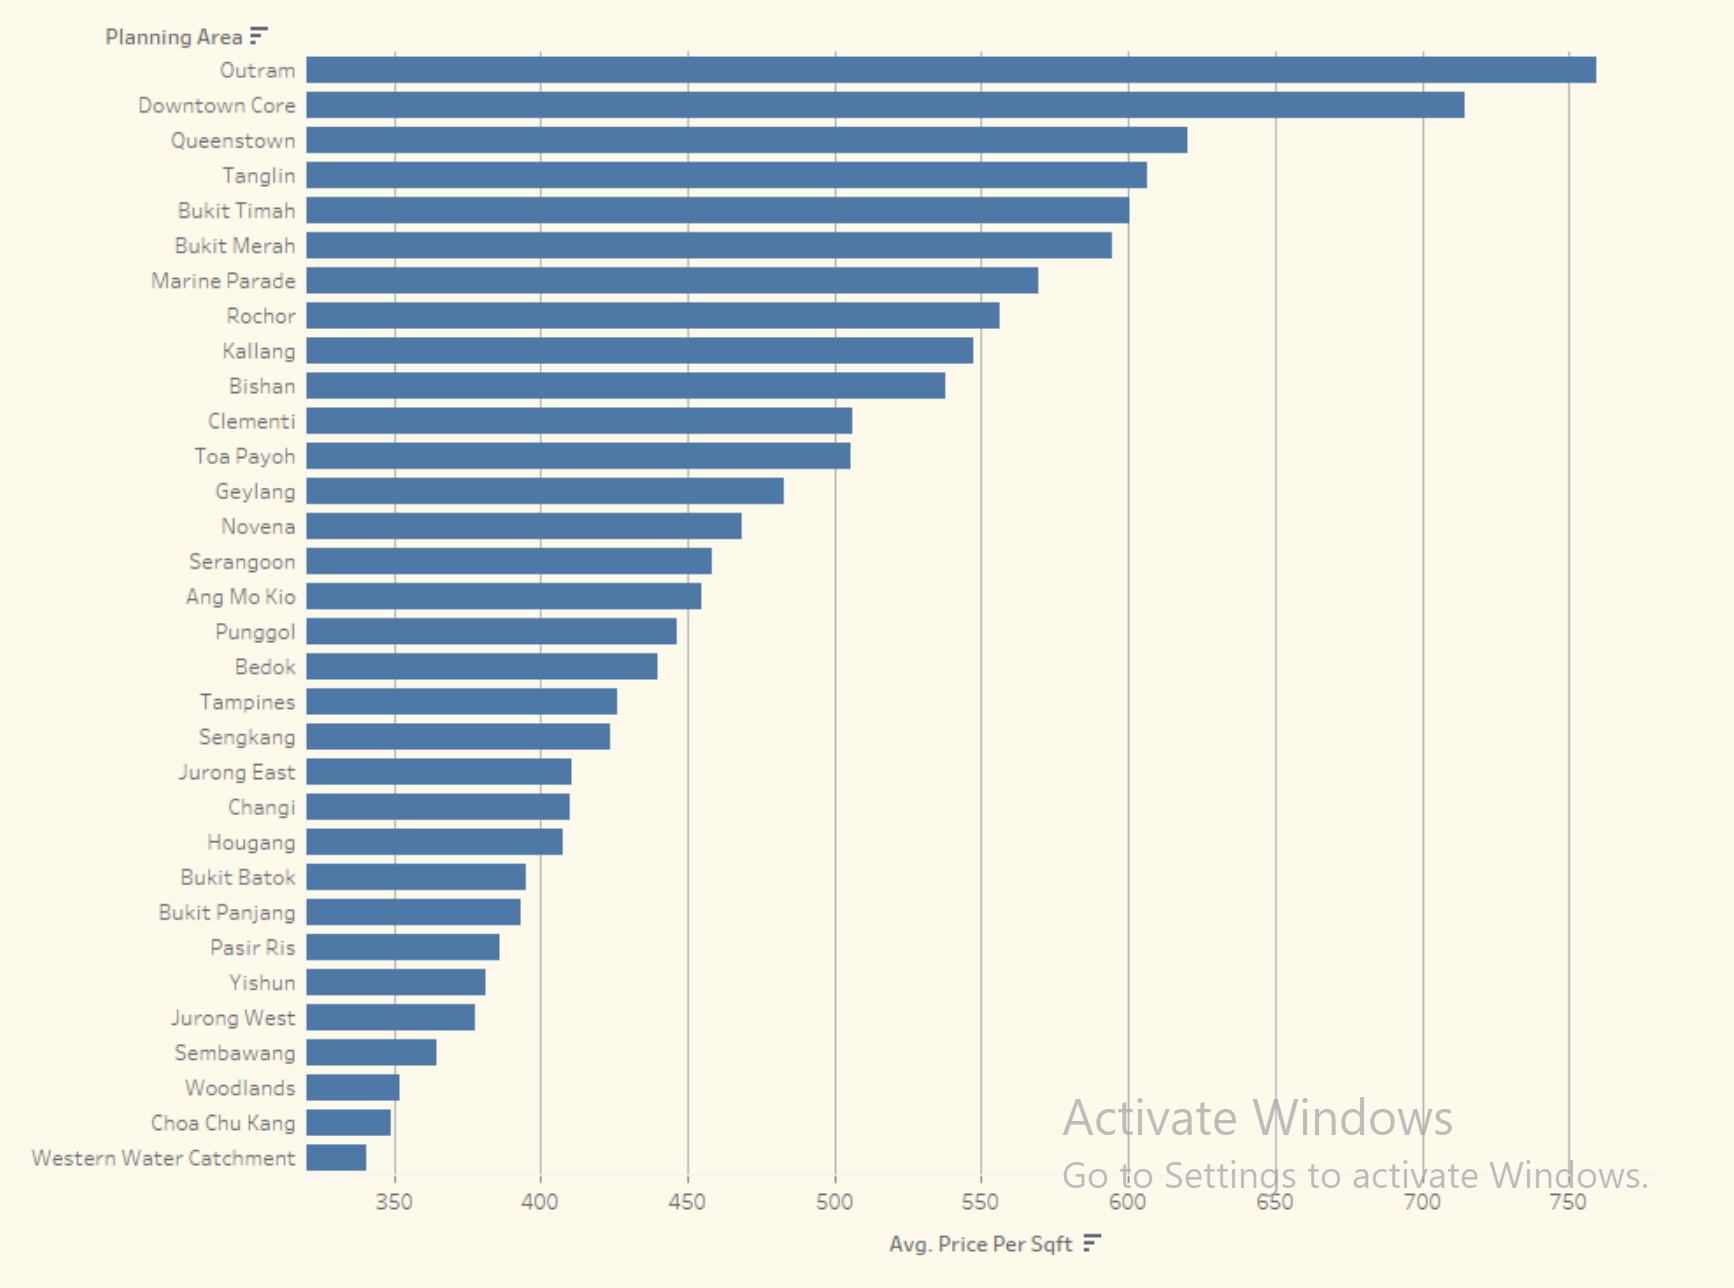 Planning Area
Outram
Downtown Core
Queenstown
Tanglin
Bukit Timah
Bukit Merah
Marine Parade
Rochor
Kallang
Bishan
Clementi
Toa Payoh
Geylang
Novena
Serangoon
Ang Mo Kio
Punggol
Bedok
Tampines
Sengkang
Jurong East
Changi
Hougang
Bukit Batok
Bukit Panjang
Pasir Ris
Yishun
Jurong West
Sembawang
Woodlands
Choa Chu Kang
Western Water Catchment
Activate Windows
Go to Settings to activate Windows.
350 400 450 500 550 600 650 700 750
Avg. Price Per Sqft